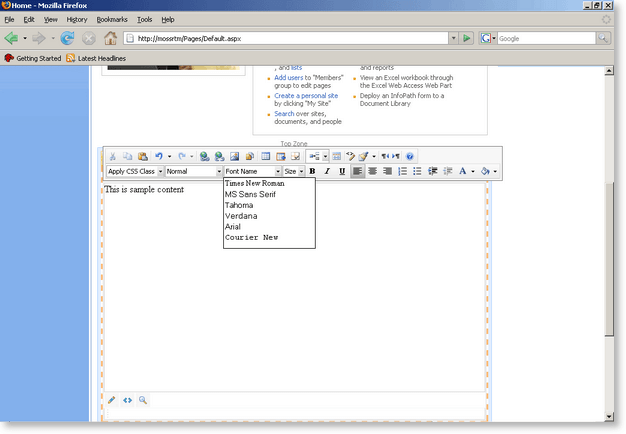 Home - Mozilla Firefox
File Edit View History Bookmarks Tools Help
http://mossrtm/Pages/Default.aspx
G Google
Getting Started Latest Headlines
, and lists
Add users to "Members"
group to edit pages
Create a personal site
by clicking "My Site"
Search over sites,
documents, and people
and reporting
View an Excel workbook through
the Excel Web Access Web Part
Deploy an InfoPath form to a
Document Library
Top Zone
Apply CSS Class Normal Font Name Size B I U A
This is sample content
Times New Roman
MS Sans Serif
Tahoma
Verdana
Arial
Courier New